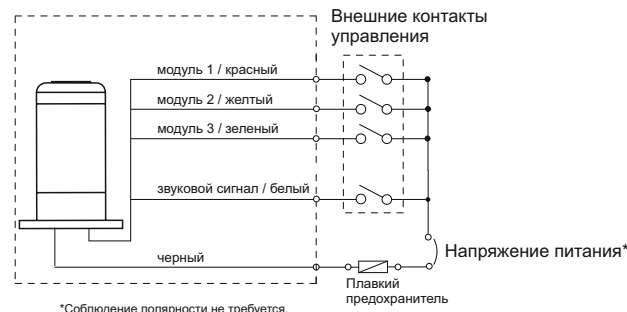 Внешние контакты
управления
модуль 1 / красный
модуль 2 / желтый
модуль 3 / зеленый
звуковой сигнал / белый
черный
Напряжение питания*
Плавкий
предохранитель
*Соблюдение полярности не требуется.